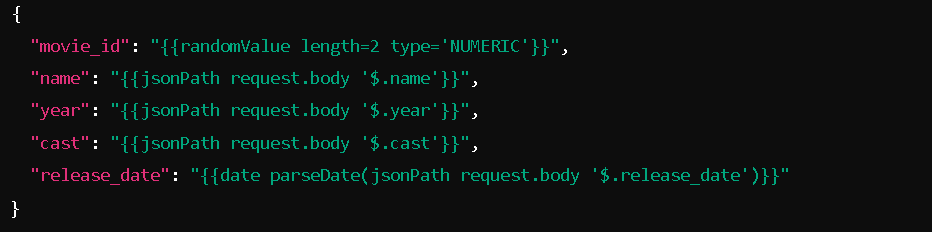 {
"movie_id": "{{randomValue length=2 type='NUMERIC'}}",
"name": "{{jsonPath request.body '$.name'}}",
"year": "{{jsonPath request.body '$.year'}}",
"cast": "{{jsonPath request.body '$.cast'}}",
"release_date": "{{date parseDate(jsonPath request.body '$.release_date')}}"
}